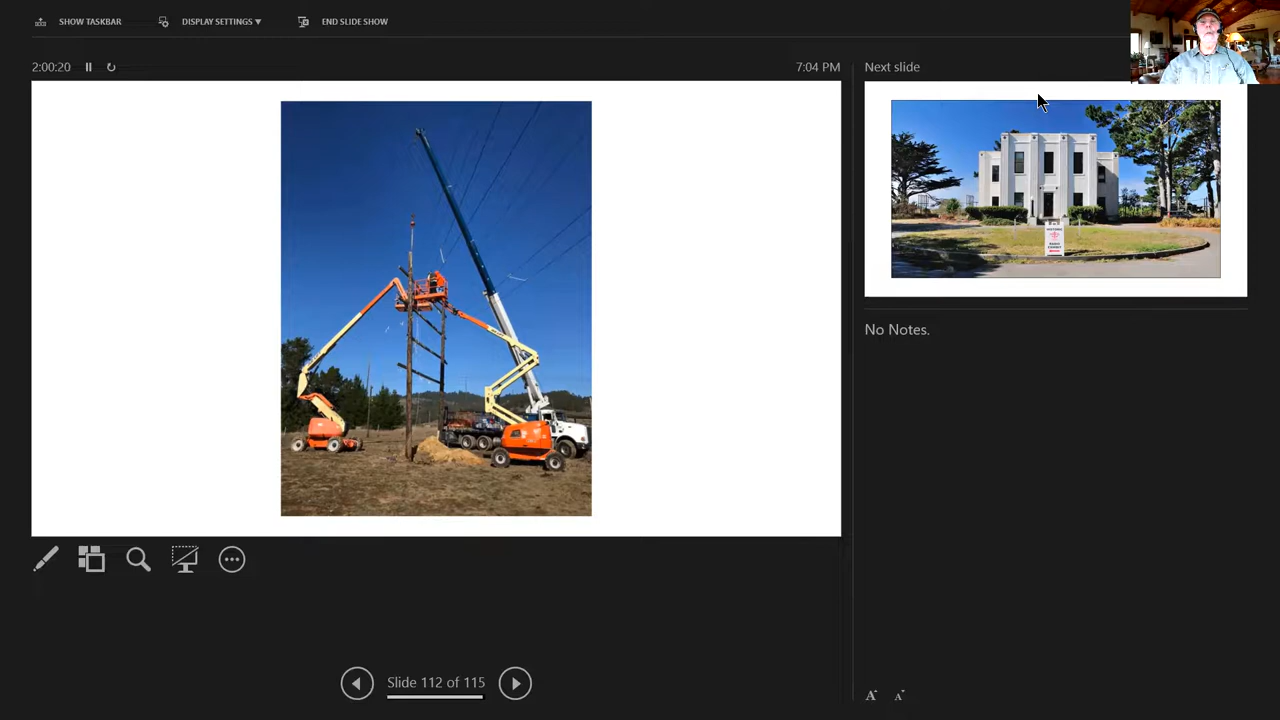 SHOW TASKBAR
DISPLAY SETTINGS ▼
END SLIDE SHOW
2:00:20
7:04 PM
Next slide
No Notes.
Slide 112 of 115
A A